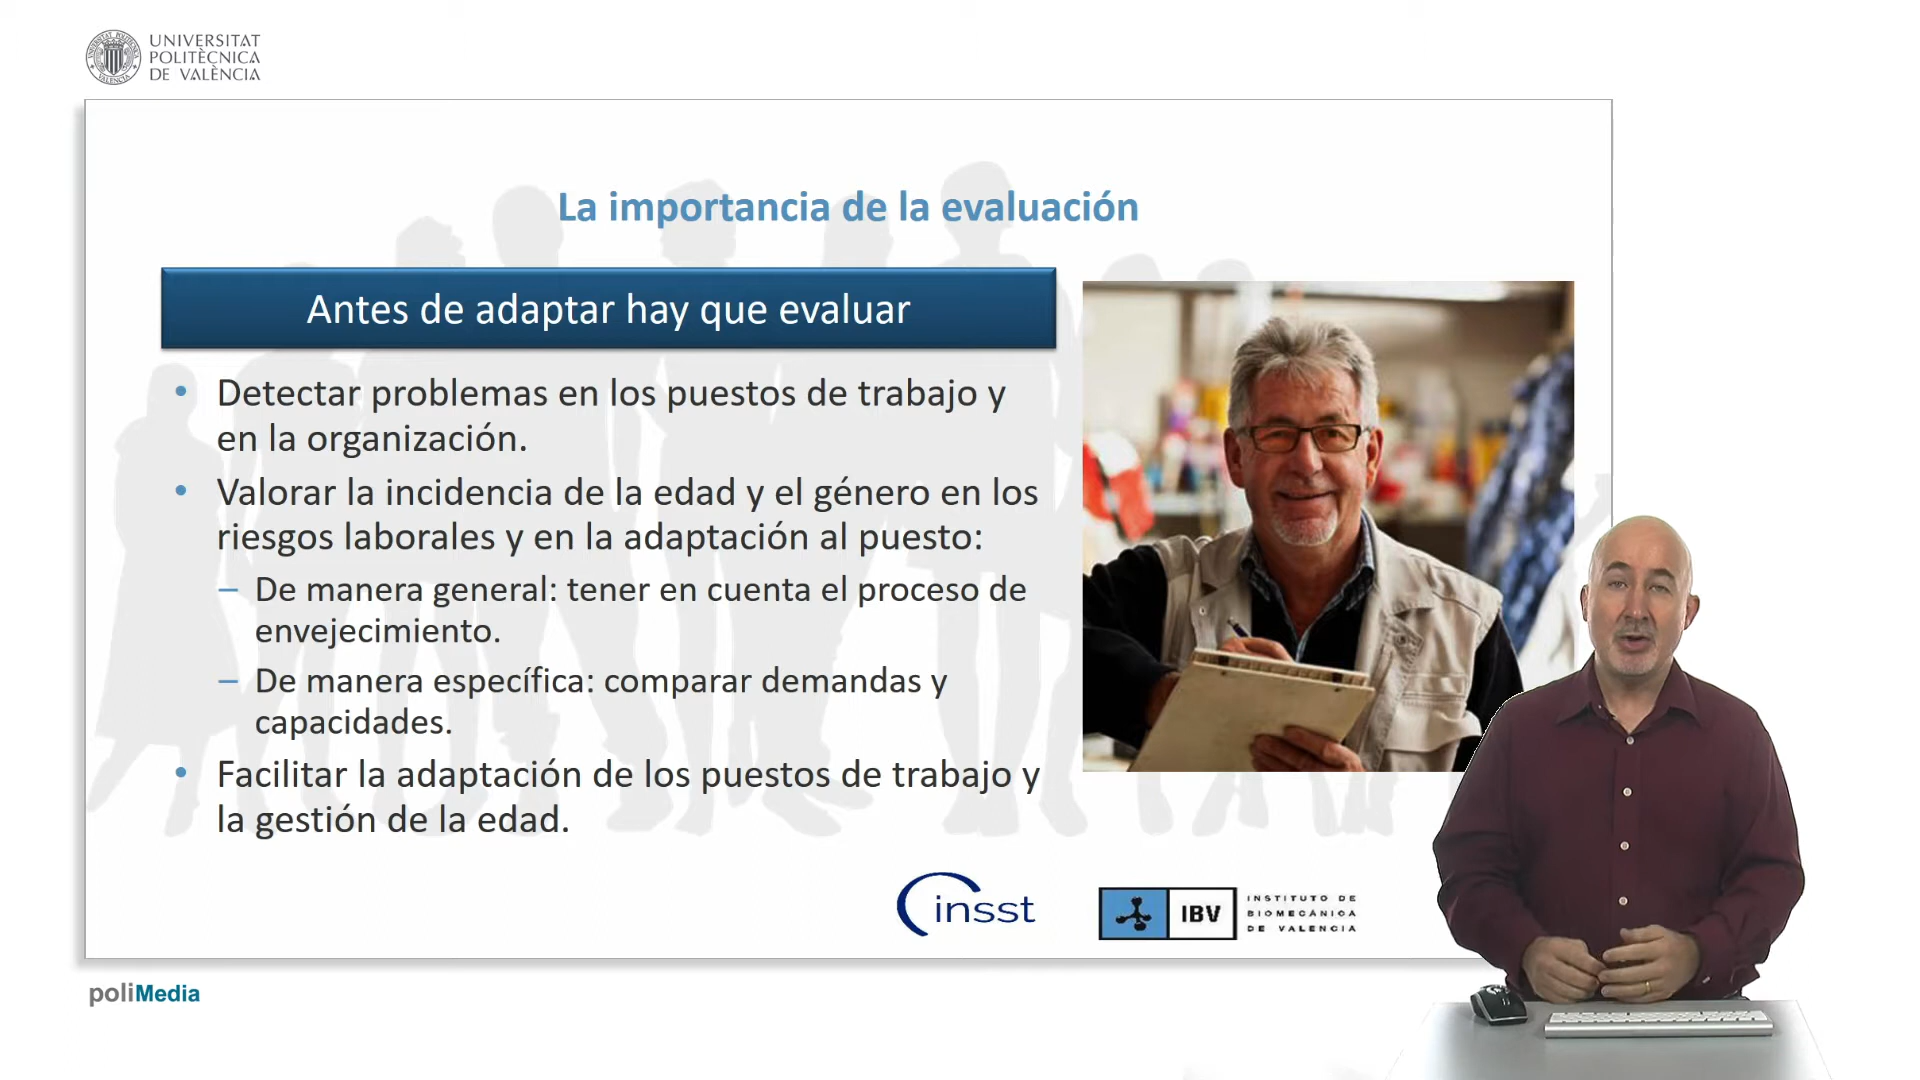 UNIVERSITAT
POLITÈCNICA
DE VALÈNCIA
La importancia de la evaluación
Antes de adaptar hay que evaluar
• Detectar problemas en los puestos de trabajo y
en la organización.
• Valorar la incidencia de la edad y el género en los
riesgos laborales y en la adaptación al puesto:
– De manera general: tener en cuenta el proceso de
envejecimiento.
– De manera específica: comparar demandas y
capacidades.
• Facilitar la adaptación de los puestos de trabajo y
la gestión de la edad.
insst
IBV
INSTITUTO DE
BIOMECÁNICA
DE VALENCIA
poliMedia